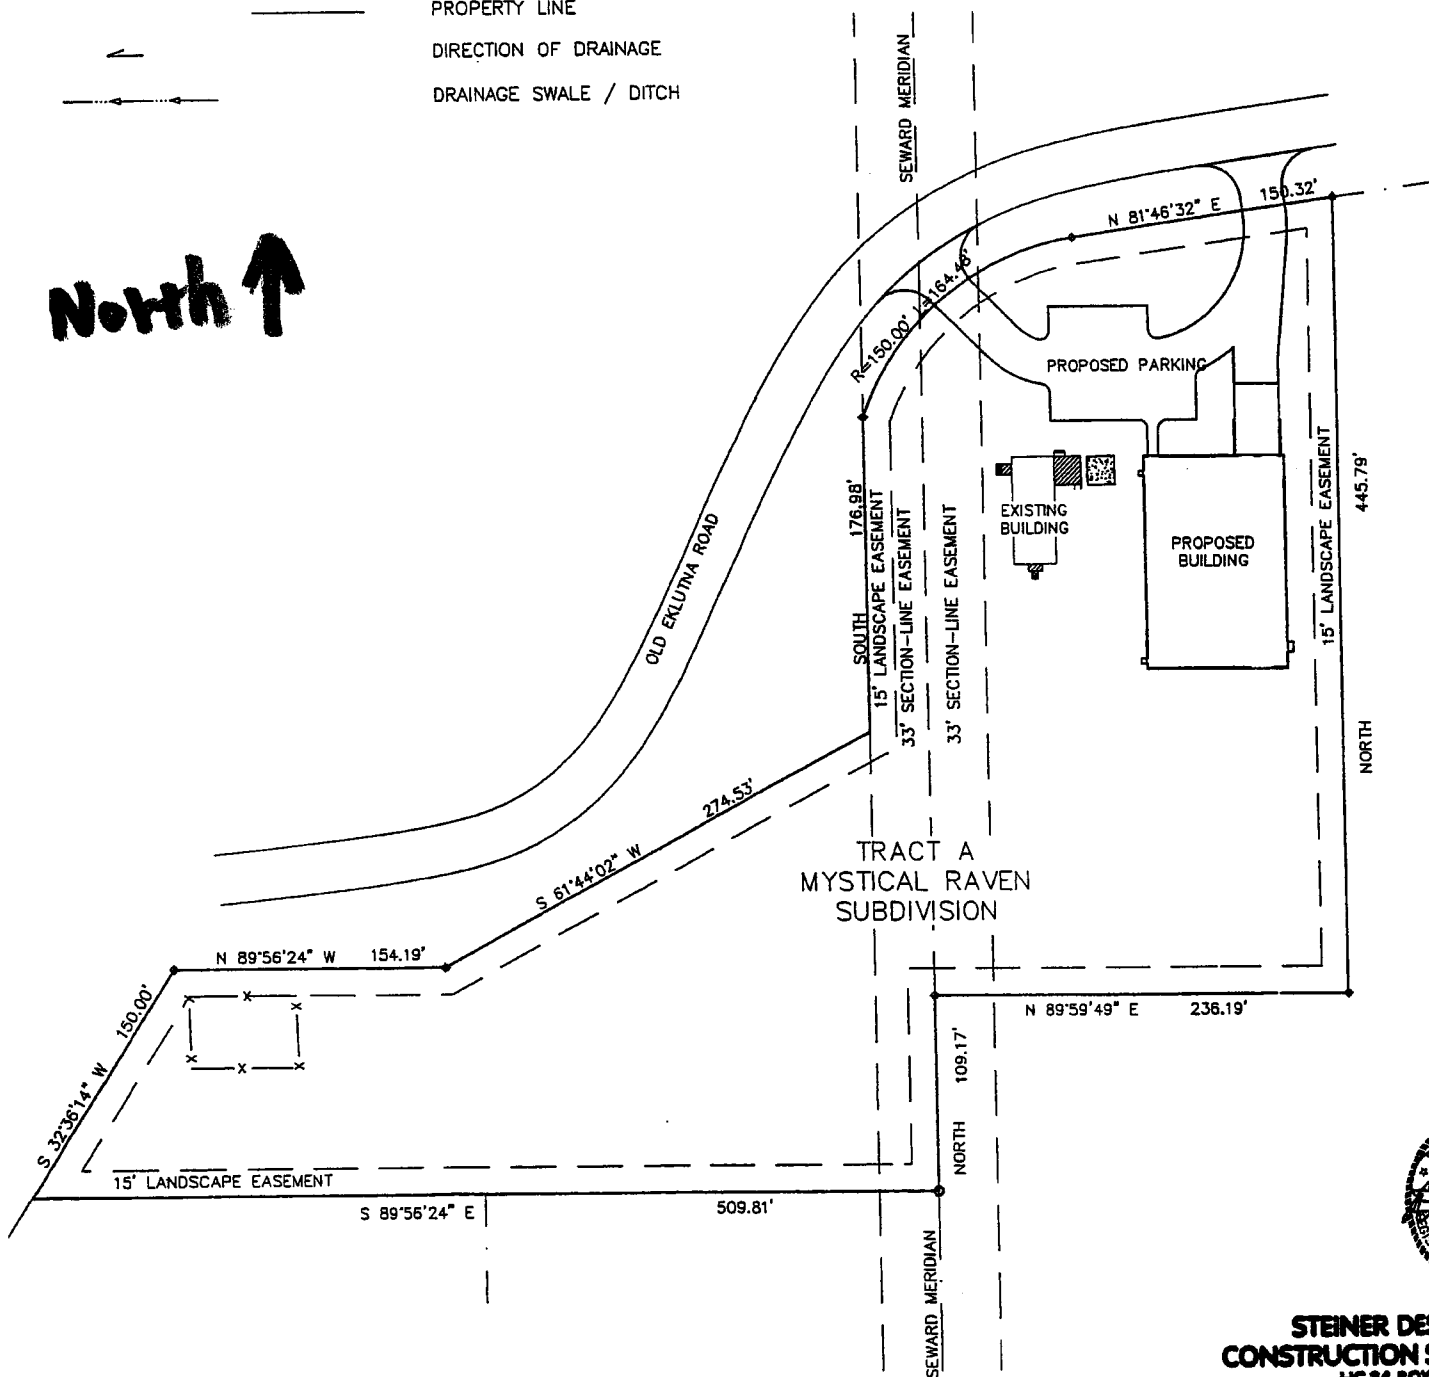 PROPERTY LINE
DIRECTION OF DRAINAGE
DRAINAGE SWALE / DITCH
North
SEWARD MERIDIAN
N 81°46'32" E 150.32'
R=150.00' L=164.48'
PROPOSED PARKING
EXISTING
BUILDING
PROPOSED
BUILDING
15' LANDSCAPE EASEMENT
445.79'
NORTH
176.98'
SOUTH
15' LANDSCAPE EASEMENT
33' SECTION-LINE EASEMENT
33' SECTION-LINE EASEMENT
OLD EKLUTNA ROAD
274.53'
S 61°44'02" W
TRACT A
MYSTICAL RAVEN
SUBDIVISION
N 89°56'24" W 154.19'
150.00'
S 32°36'14" W
N 89°59'49" E 236.19'
109.17'
NORTH
15' LANDSCAPE EASEMENT
S 89°56'24" E 509.81'
SEWARD MERIDIAN
STEINER DE
CONSTRUCTION